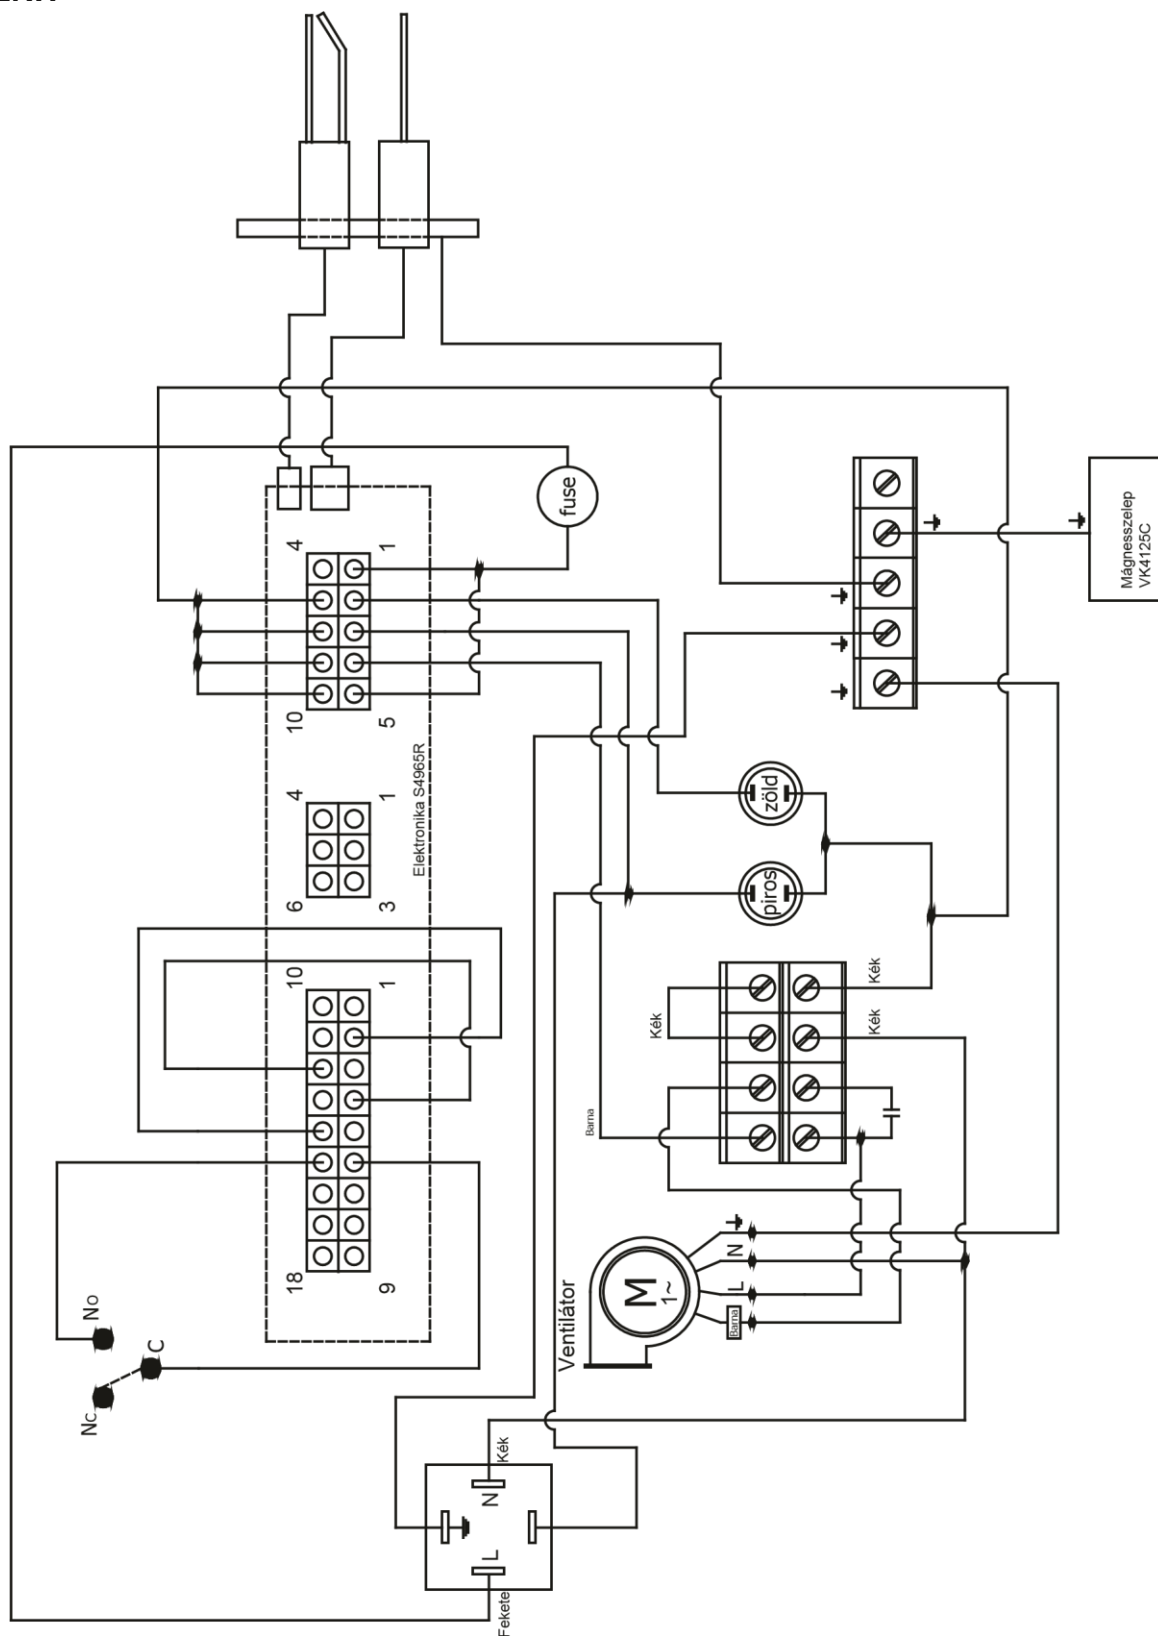 fuse
4
1
10
5
Elektronika S4965R
4
1
6
3
10
1
18
9
Mágnesszelep
VK4125C
zöld
piros
Kék
Kék
Kék
Barna
No
C
Nc
Ventilátor
M
1~
N
L
Barna
Kék
N
L
Fekete